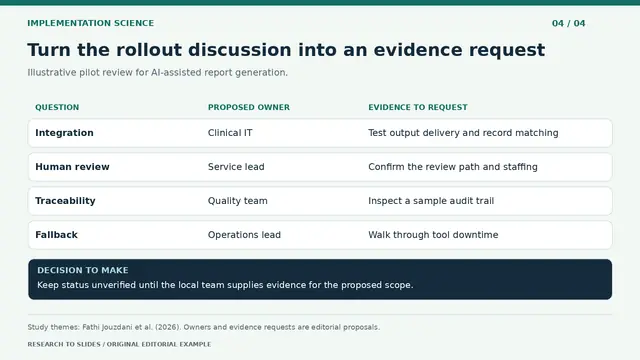 IMPLEMENTATION SCIENCE 04 / 04
Turn the rollout discussion into an evidence request
Illustrative pilot review for AI-assisted report generation.
QUESTION PROPOSED OWNER EVIDENCE TO REQUEST
Integration Clinical IT Test output delivery and record matching
Human review Service lead Confirm the review path and staffing
Traceability Quality team Inspect a sample audit trail
Fallback Operations lead Walk through tool downtime
DECISION TO MAKE
Keep status unverified until the local team supplies evidence for the proposed scope.
Study themes: Fathi Jouzdani et al. (2026). Owners and evidence requests are editorial proposals.
RESEARCH TO SLIDES / ORIGINAL EDITORIAL EXAMPLE